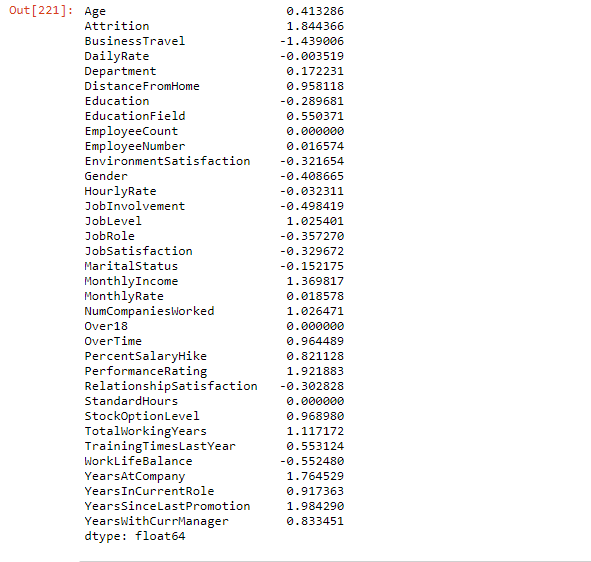 Out[221]: Age 0.413286
Attrition 1.844366
BusinessTravel -1.439006
DailyRate -0.003519
Department 0.172231
DistanceFromHome 0.958118
Education -0.289681
EducationField 0.550371
EmployeeCount 0.000000
EmployeeNumber 0.016574
EnvironmentSatisfaction -0.321654
Gender -0.408665
HourlyRate -0.032311
JobInvolvement -0.498419
JobLevel 1.025401
JobRole -0.357270
JobSatisfaction -0.329672
MaritalStatus -0.152175
MonthlyIncome 1.369817
MonthlyRate 0.018578
NumCompaniesWorked 1.026471
Over18 0.000000
OverTime 0.964489
PercentSalaryHike 0.821128
PerformanceRating 1.921883
RelationshipSatisfaction -0.302828
StandardHours 0.000000
StockOptionLevel 0.968980
TotalWorkingYears 1.117172
TrainingTimesLastYear 0.553124
WorkLifeBalance -0.552480
YearsAtCompany 1.764529
YearsInCurrentRole 0.917363
YearsSinceLastPromotion 1.984290
YearsWithCurrManager 0.833451
dtype: float64